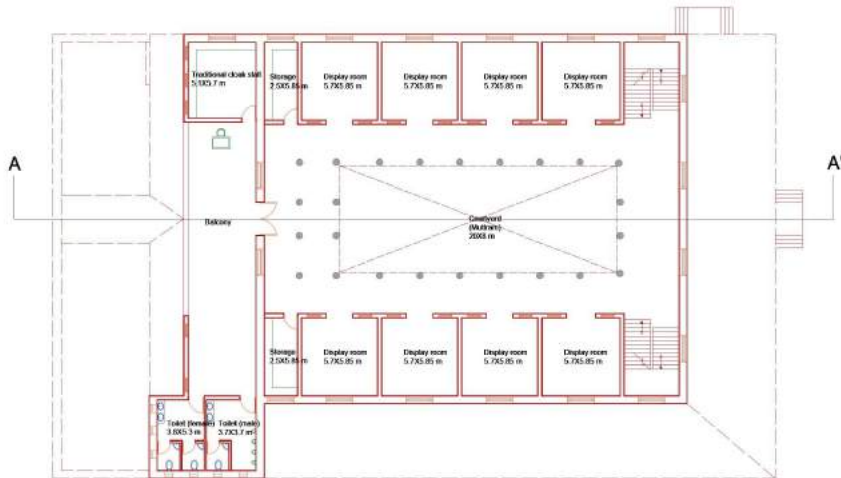 Traditional cloak stall
5.1X5.7 m
Storage
2.5X5.85 m
Display room
5.7X5.85 m
Display room
5.7X5.85 m
Display room
5.7X5.85 m
Display room
5.7X5.85 m
A
A'
Balcony
Courtyard
(Muttram)
20X8 m
Storage
2.5X5.85 m
Display room
5.7X5.85 m
Display room
5.7X5.85 m
Display room
5.7X5.85 m
Display room
5.7X5.85 m
Toilet (female)
3.8X5.3 m
Toilet (male)
3.7X3.7 m